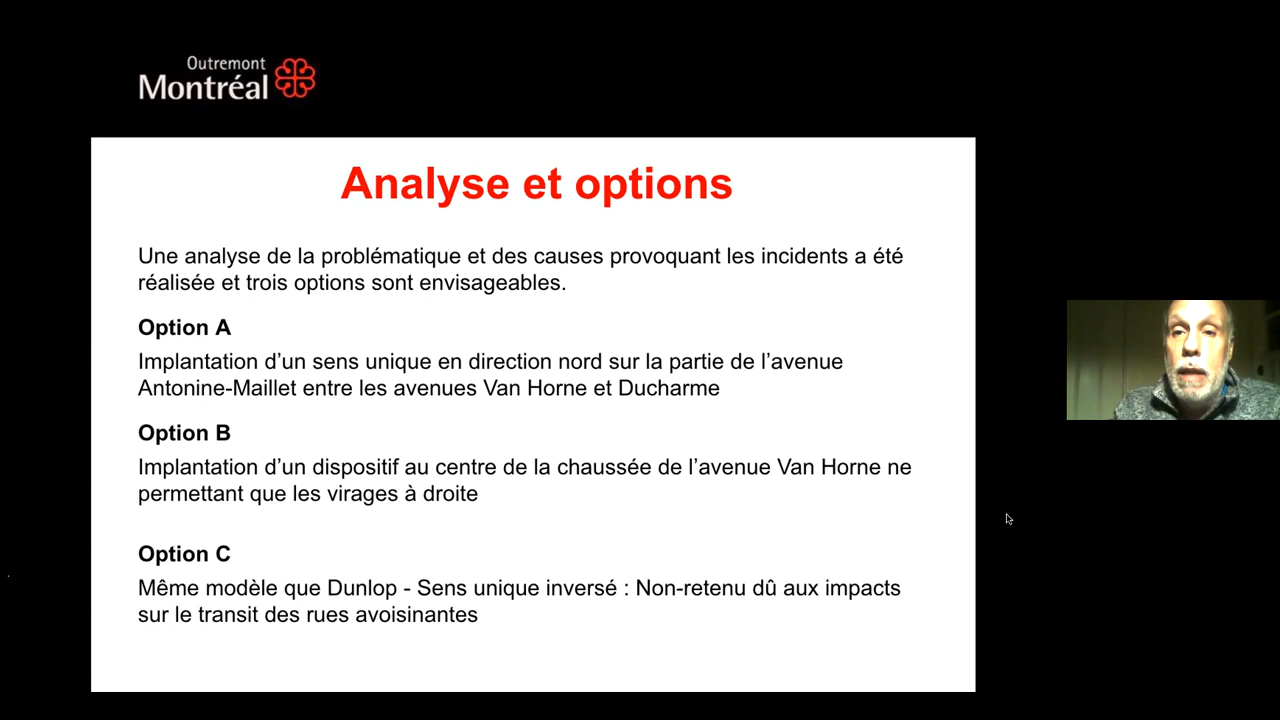 Outremont
Montréal
Analyse et options
Une analyse de la problématique et des causes provoquant les incidents a été
réalisée et trois options sont envisageables.
Option A
Implantation d’un sens unique en direction nord sur la partie de l’avenue
Antonine-Maillet entre les avenues Van Horne et Ducharme
Option B
Implantation d’un dispositif au centre de la chaussée de l’avenue Van Horne ne
permettant que les virages à droite
Option C
Même modèle que Dunlop - Sens unique inversé : Non-retenu dû aux impacts
sur le transit des rues avoisinantes